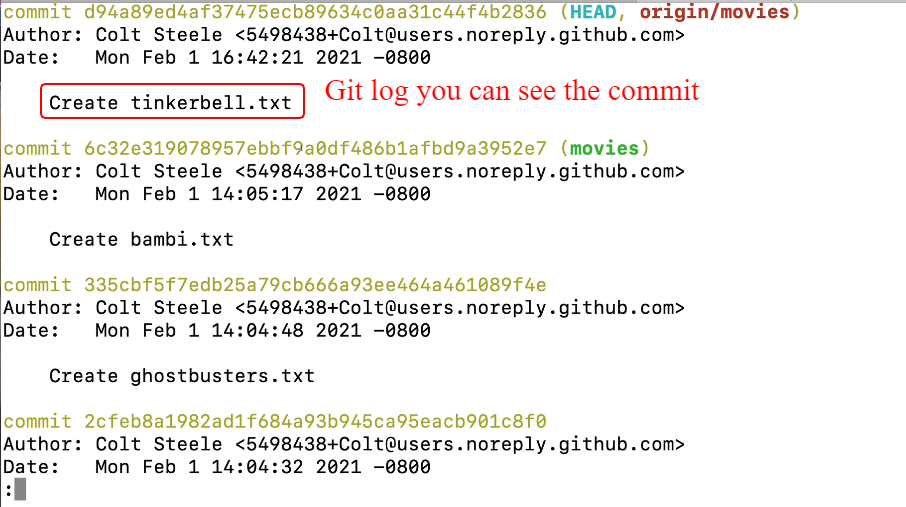 commit d94a89ed4af37475ecb89634c0aa31c44f4b2836 (HEAD, origin/movies)
Author: Colt Steele <5498438+Colt@users.noreply.github.com>
Date:   Mon Feb 1 16:42:21 2021 -0800
Create tinkerbell.txt
Git log you can see the commit
commit 6c32e319078957ebbf9a0df486b1afbd9a3952e7 (movies)
Author: Colt Steele <5498438+Colt@users.noreply.github.com>
Date:   Mon Feb 1 14:05:17 2021 -0800
Create bambi.txt
commit 335cbf5f7edb25a79cb666a93ee464a461089f4e
Author: Colt Steele <5498438+Colt@users.noreply.github.com>
Date:   Mon Feb 1 14:04:48 2021 -0800
Create ghostbusters.txt
commit 2cfeb8a1982ad1f684a93b945ca95eacb901c8f0
Author: Colt Steele <5498438+Colt@users.noreply.github.com>
Date:   Mon Feb 1 14:04:32 2021 -0800
: